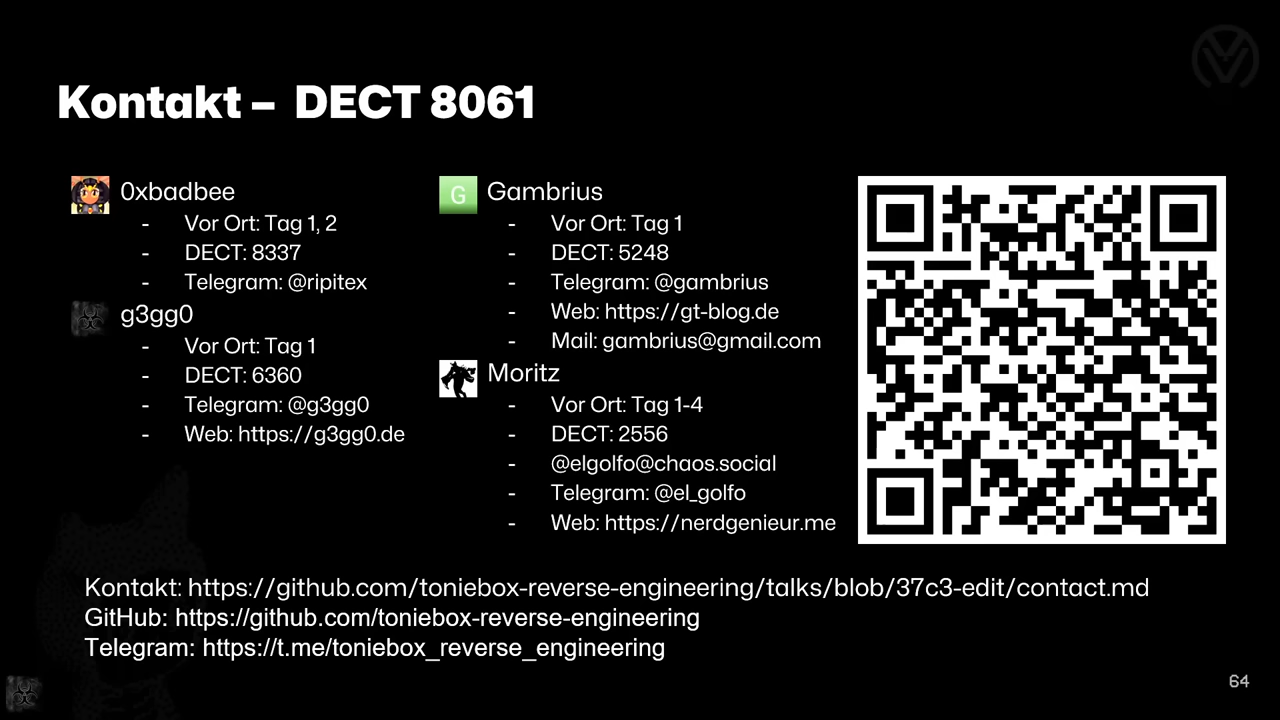 Kontakt – DECT 8061
0xbadbee
- Vor Ort: Tag 1, 2
- DECT: 8337
- Telegram: @ripitex
g3gg0
- Vor Ort: Tag 1
- DECT: 6360
- Telegram: @g3gg0
- Web: https://g3gg0.de
G
Gambrius
- Vor Ort: Tag 1
- DECT: 5248
- Telegram: @gambrius
- Web: https://gt-blog.de
- Mail: gambrius@gmail.com
Moritz
- Vor Ort: Tag 1-4
- DECT: 2556
- @elgolfo@chaos.social
- Telegram: @el_golfo
- Web: https://nerdgenieur.me
Kontakt: https://github.com/toniebox-reverse-engineering/talks/blob/37c3-edit/contact.md
GitHub: https://github.com/toniebox-reverse-engineering
Telegram: https://t.me/toniebox_reverse_engineering
64